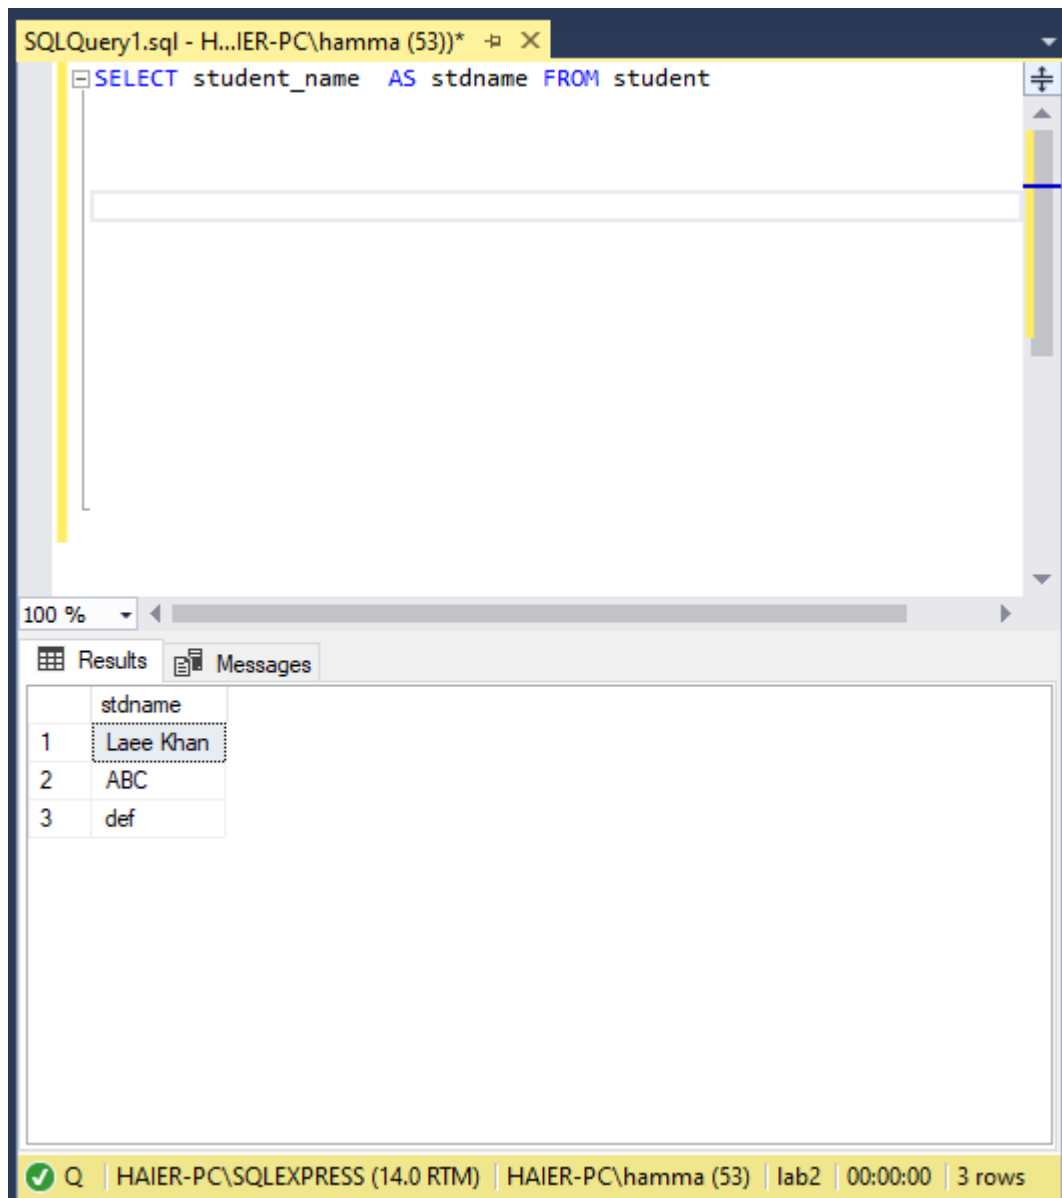 SQLQuery1.sql - H...IER-PC\hamma (53))*
SELECT student_name  AS stdname FROM student
100 %
Results Messages
stdname
1 Laee Khan
2 ABC
3 def
Q HAIER-PC\SQLEXPRESS (14.0 RTM) HAIER-PC\hamma (53) lab2 00:00:00 3 rows